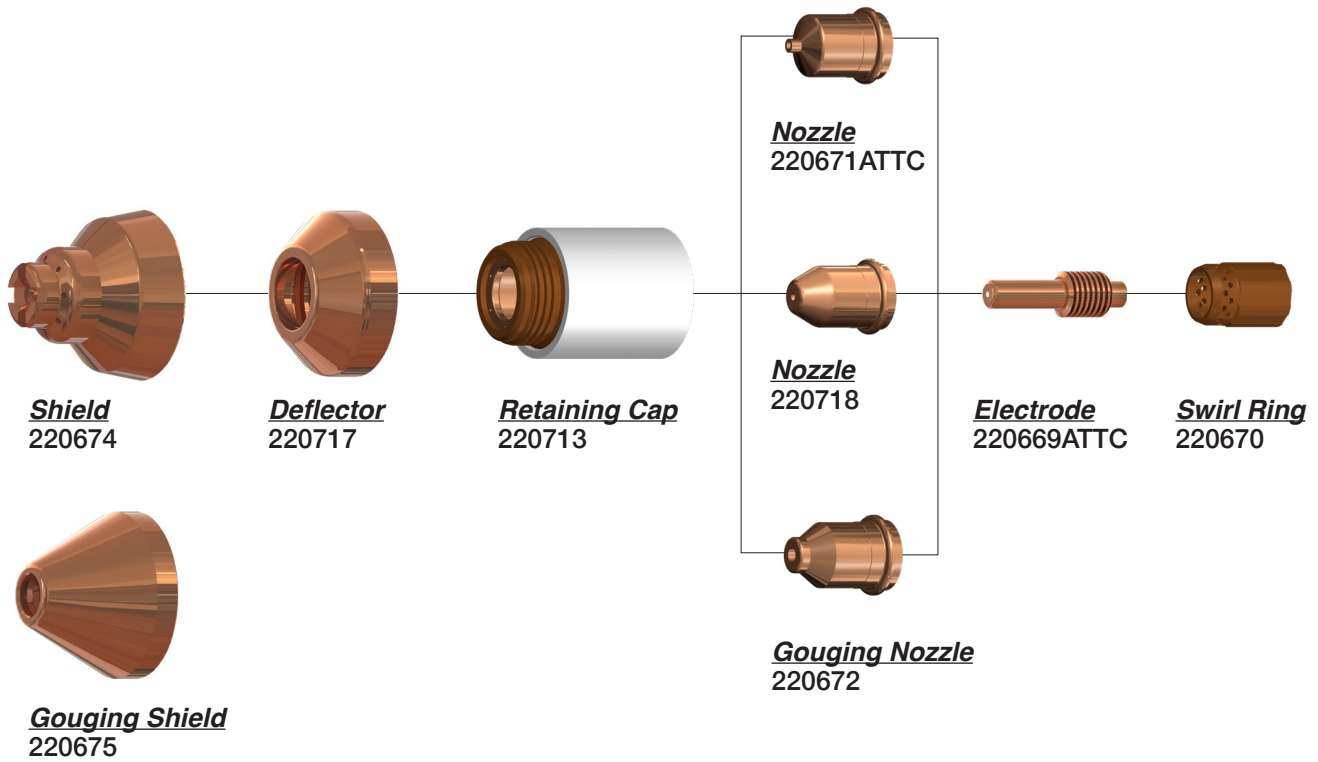 Nozzle
220671ATTC
Shield
220674
Deflector
220717
Retaining Cap
220713
Nozzle
220718
Electrode
220669ATTC
Swirl Ring
220670
Gouging Shield
220675
Gouging Nozzle
220672